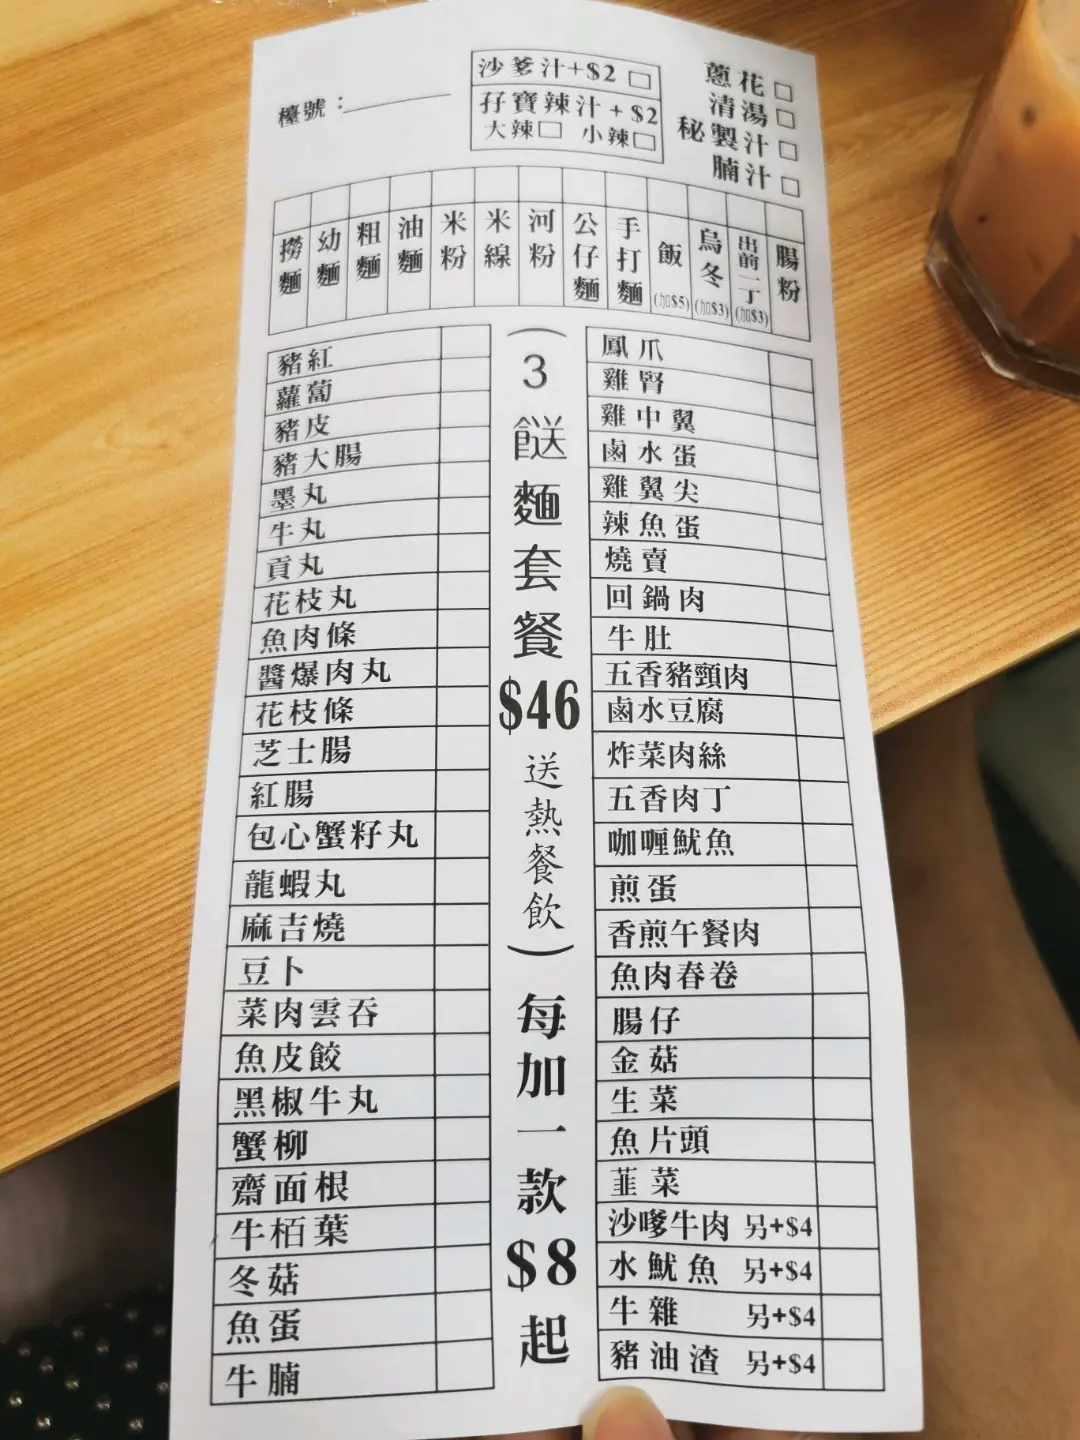 檯號：
沙爹汁+$2 □
孖寶辣汁+$2
大辣□ 小辣□
蔥花□
清湯□
秘製汁□
腩汁□
撈麵
幼麵
粗麵
油麵
米粉
米線
河粉
公仔麵
手打麵
飯(加$5)
烏冬(加$3)
出前一丁(加$3)
腸粉
豬紅
蘿蔔
豬皮
豬大腸
墨丸
牛丸
貢丸
花枝丸
魚肉條
醬爆肉丸
花枝條
芝士腸
紅腸
包心蟹籽丸
龍蝦丸
麻吉燒
豆卜
菜肉雲吞
魚皮餃
黑椒牛丸
蟹柳
齋面根
牛栢葉
冬菇
魚蛋
牛腩
(3餸麵套餐$46送熱餐飲)每加一款$8起
鳳爪
雞腎
雞中翼
鹵水蛋
雞翼尖
辣魚蛋
燒賣
回鍋肉
牛肚
五香豬頸肉
鹵水豆腐
炸菜肉絲
五香肉丁
咖喱魷魚
煎蛋
香煎午餐肉
魚肉春卷
腸仔
金菇
生菜
魚片頭
韮菜
沙嗲牛肉 另+$4
水魷魚 另+$4
牛雜 另+$4
豬油渣 另+$4